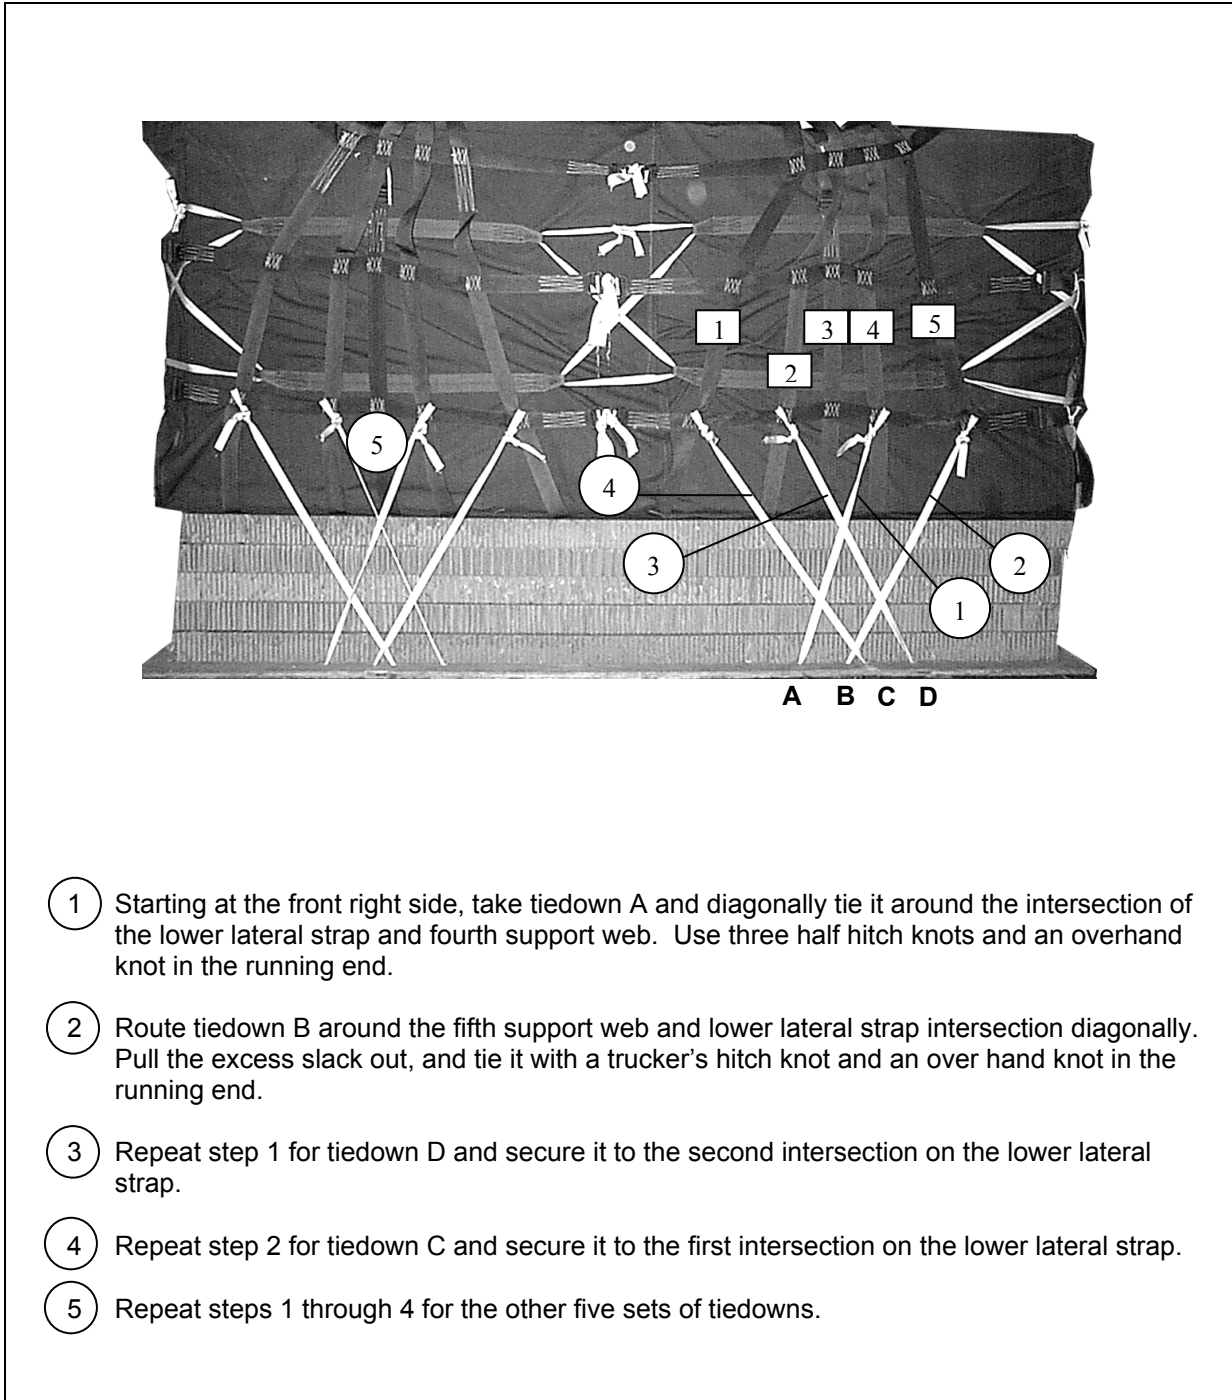 1
3
4
5
2
5
4
3
2
1
A B C D
1 Starting at the front right side, take tiedown A and diagonally tie it around the intersection of
the lower lateral strap and fourth support web. Use three half hitch knots and an overhand
knot in the running end.
2 Route tiedown B around the fifth support web and lower lateral strap intersection diagonally.
Pull the excess slack out, and tie it with a trucker’s hitch knot and an over hand knot in the
running end.
3 Repeat step 1 for tiedown D and secure it to the second intersection on the lower lateral
strap.
4 Repeat step 2 for tiedown C and secure it to the first intersection on the lower lateral strap.
5 Repeat steps 1 through 4 for the other five sets of tiedowns.